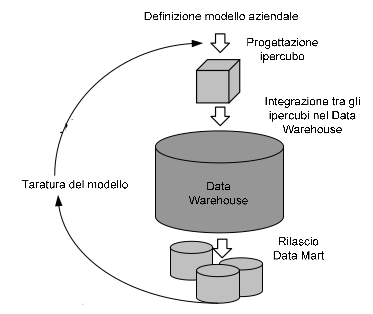 Definizione modello aziendale
Progettazione
ipercubo
Integrazione tra gli
ipercubi nel Data
Warehouse
Taratura del modello
Data
Warehouse
Rilascio
Data Mart